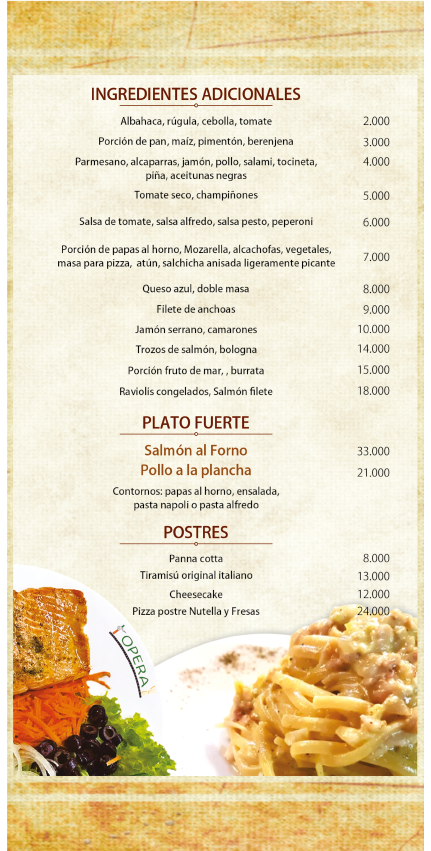 INGREDIENTES ADICIONALES
Albahaca, rúgula, cebolla, tomate 2.000
Porción de pan, maíz, pimentón, berenjena 3.000
Parmesano, alcaparras, jamón, pollo, salami, tocineta, 4.000
piña, aceitunas negras
Tomate seco, champiñones 5.000
Salsa de tomate, salsa alfredo, salsa pesto, peperoni 6.000
Porción de papas al horno, Mozarella, alcachofas, vegetales,
masa para pizza, atún, salchicha anisada ligeramente picante 7.000
Queso azul, doble masa 8.000
Filete de anchoas 9.000
Jamón serrano, camarones 10.000
Trozos de salmón, bologna 14.000
Porción fruto de mar, , burrata 15.000
Raviolis congelados, Salmón filete 18.000
PLATO FUERTE
Salmón al Forno 33.000
Pollo a la plancha 21.000
Contornos: papas al horno, ensalada,
pasta napoli o pasta alfredo
POSTRES
Panna cotta 8.000
Tiramisú original italiano 13.000
Cheesecake 12.000
Pizza postre Nutella y Fresas 24.000
OPERA